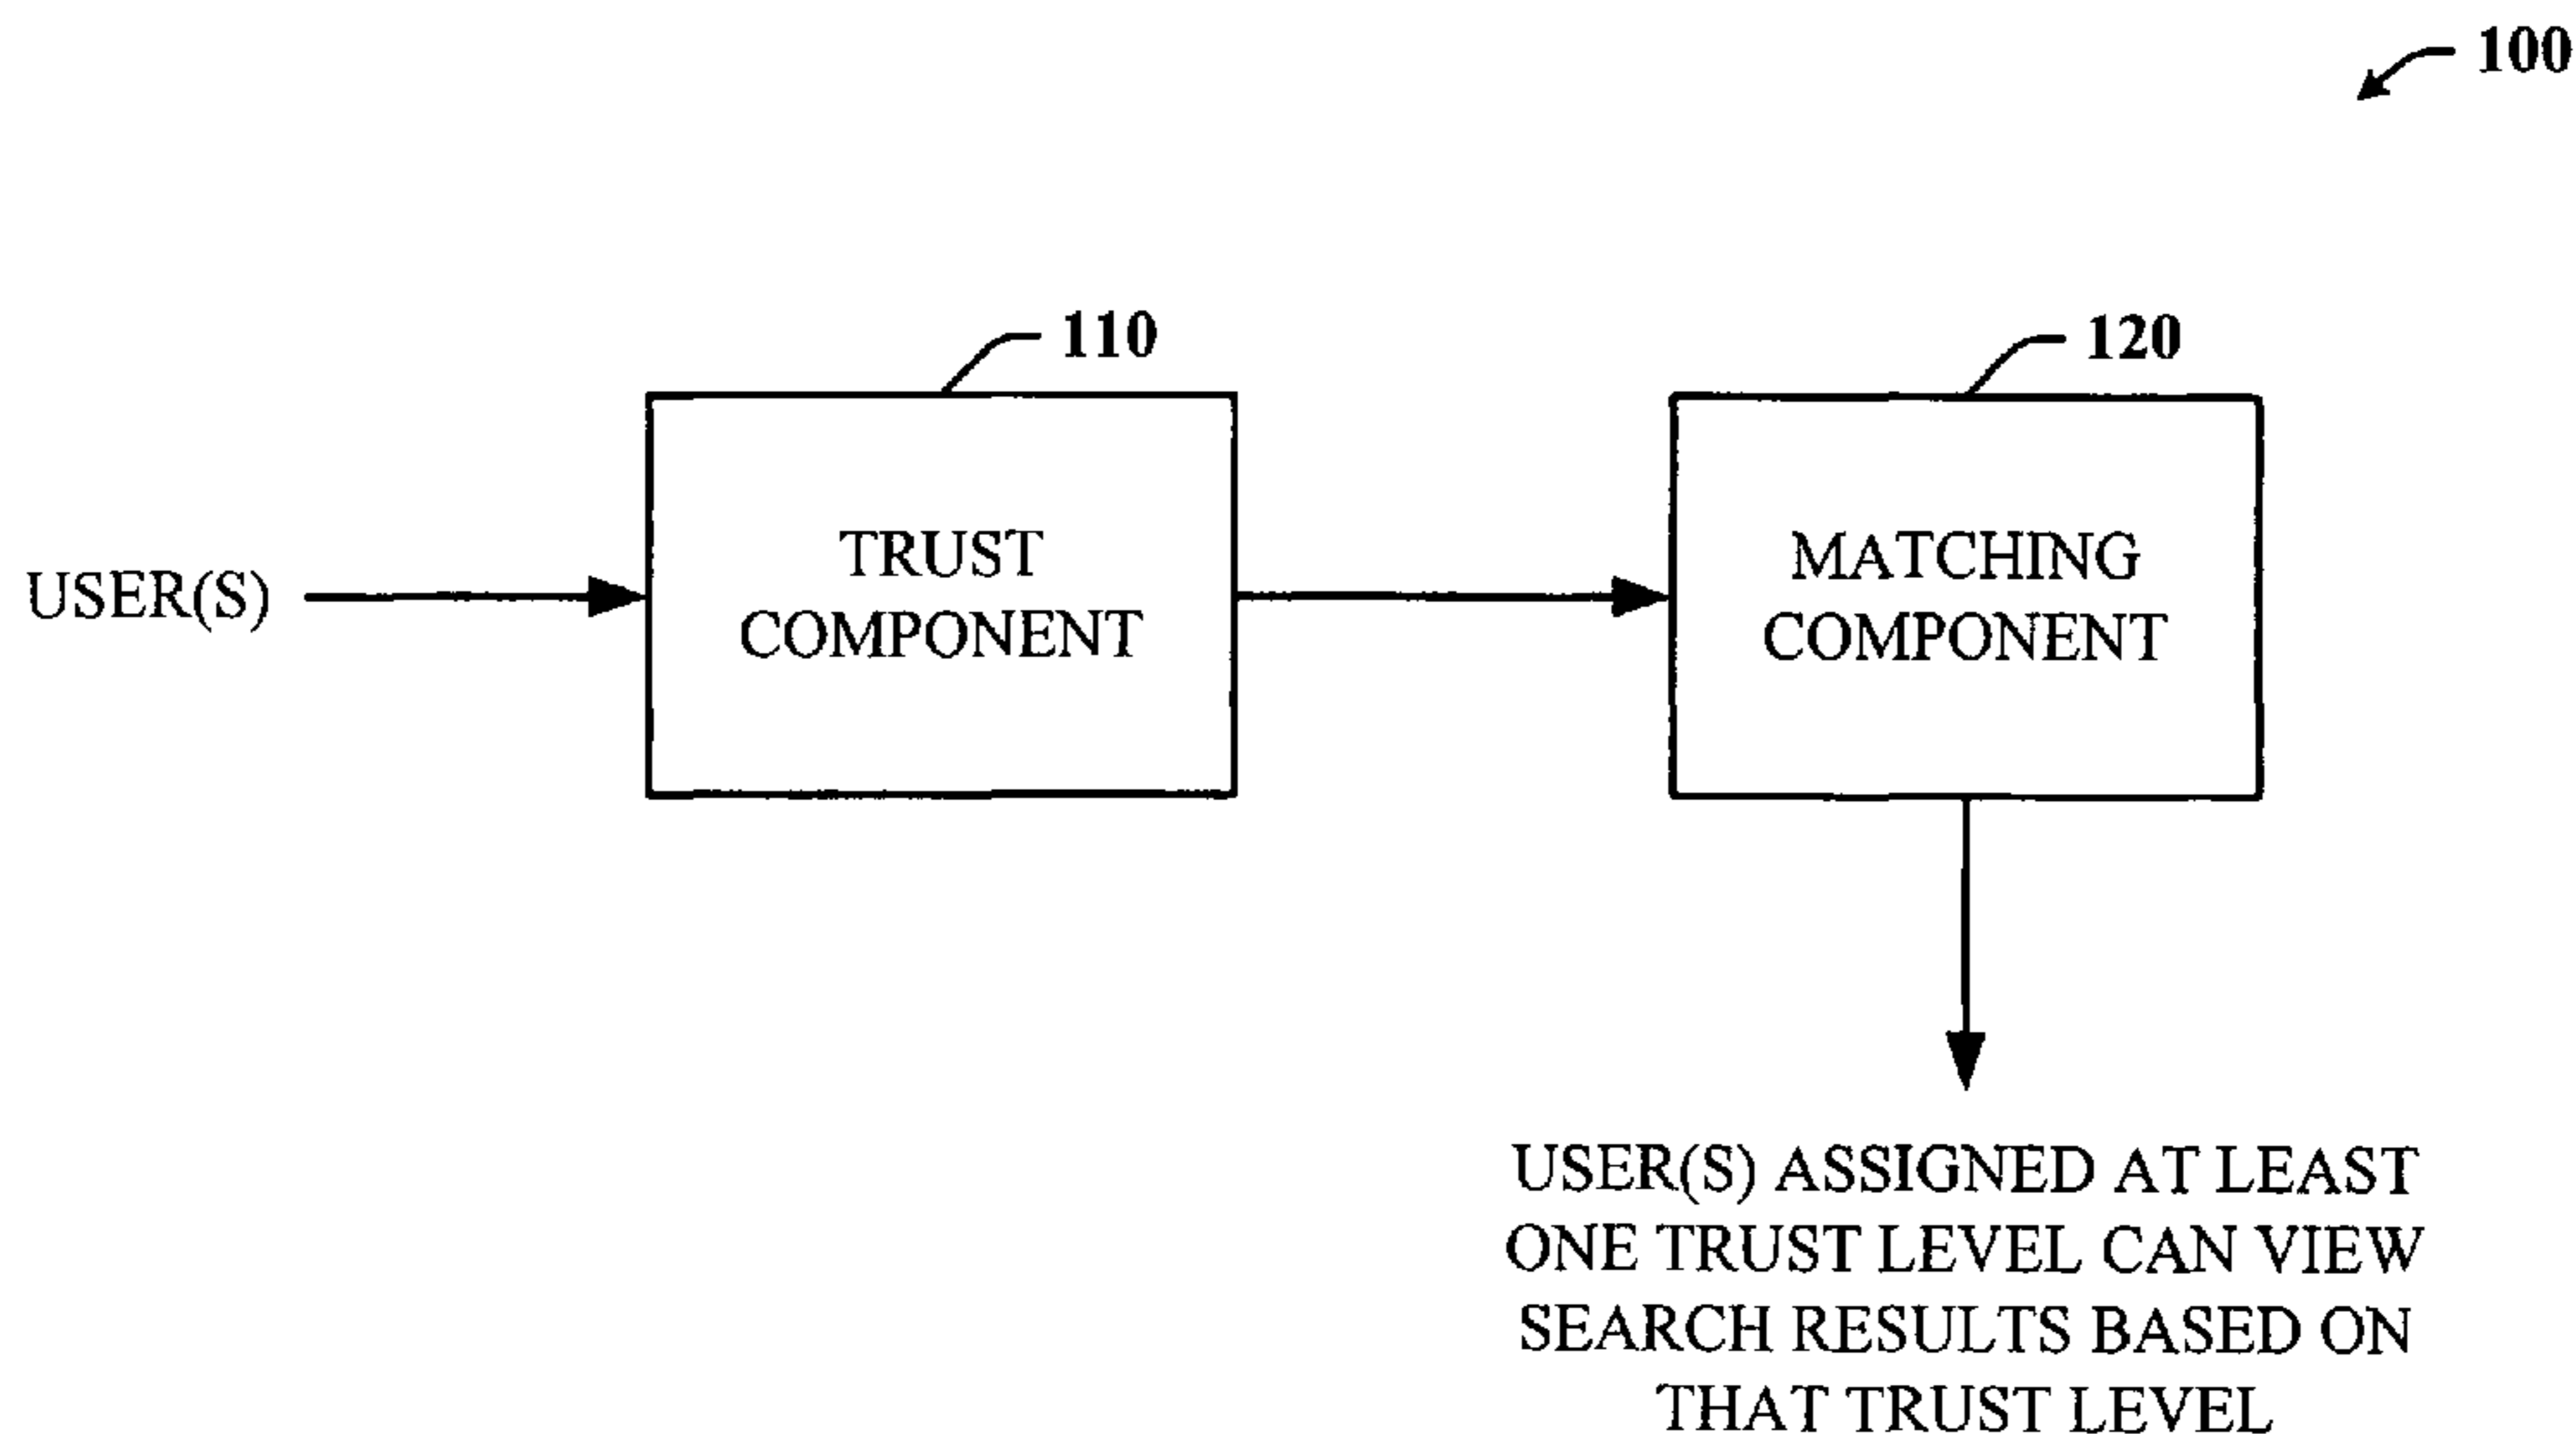 100
110
120
USER(S)
TRUST
COMPONENT
MATCHING
COMPONENT
USER(S) ASSIGNED AT LEAST
ONE TRUST LEVEL CAN VIEW
SEARCH RESULTS BASED ON
THAT TRUST LEVEL